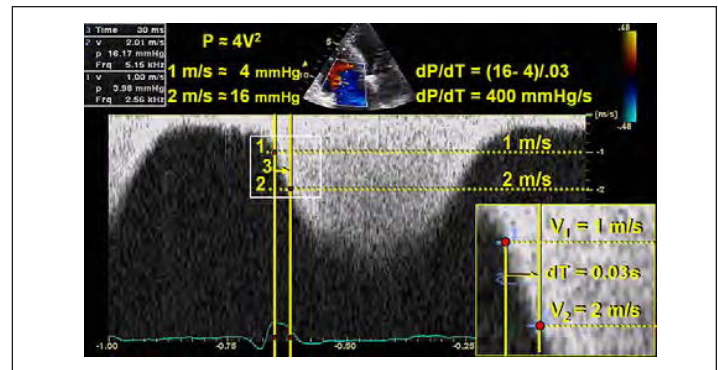 3 Time 30 ms
2 v 2.01 m/s
p 16.17 mmHg
Frq 5.15 kHz
1 v 1.00 m/s
p 3.98 mmHg
Frq 2.56 kHz
P ≈ 4V²
1 m/s ≈ 4 mmHg
2 m/s ≈ 16 mmHg
dP/dT = (16- 4)/.03
dP/dT = 400 mmHg/s
.48
-.48
[m/s]
1
1 m/s
-1
3
2
2 m/s
-2
V₁ = 1 m/s
dT = 0.03s
V₂ = 2 m/s
-1.00
-0.75
-0.50
-0.25